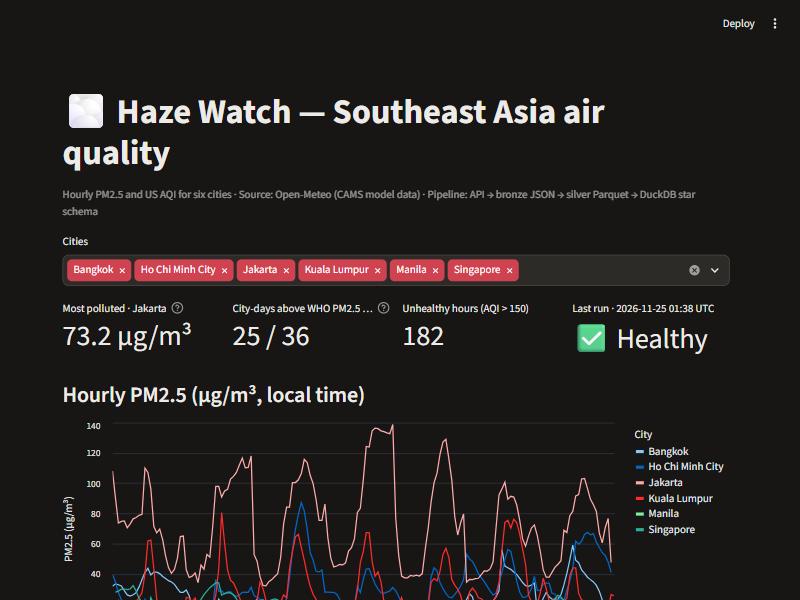 Deploy
Haze Watch — Southeast Asia air
quality
Hourly PM2.5 and US AQI for six cities · Source: Open-Meteo (CAMS model data) · Pipeline: API → bronze JSON → silver Parquet → DuckDB star
schema
Cities
Bangkok × Ho Chi Minh City × Jakarta × Kuala Lumpur × Manila × Singapore ×
Most polluted · Jakarta ? City-days above WHO PM2.5 … ? Unhealthy hours (AQI > 150) Last run · 2026-11-25 01:38 UTC
73.2 µg/m³ 25 / 36 182 Healthy
Hourly PM2.5 (µg/m³, local time)
140
120
100
80
60
40
PM2.5 (µg/m³)
City
Bangkok
Ho Chi Minh City
Jakarta
Kuala Lumpur
Manila
Singapore